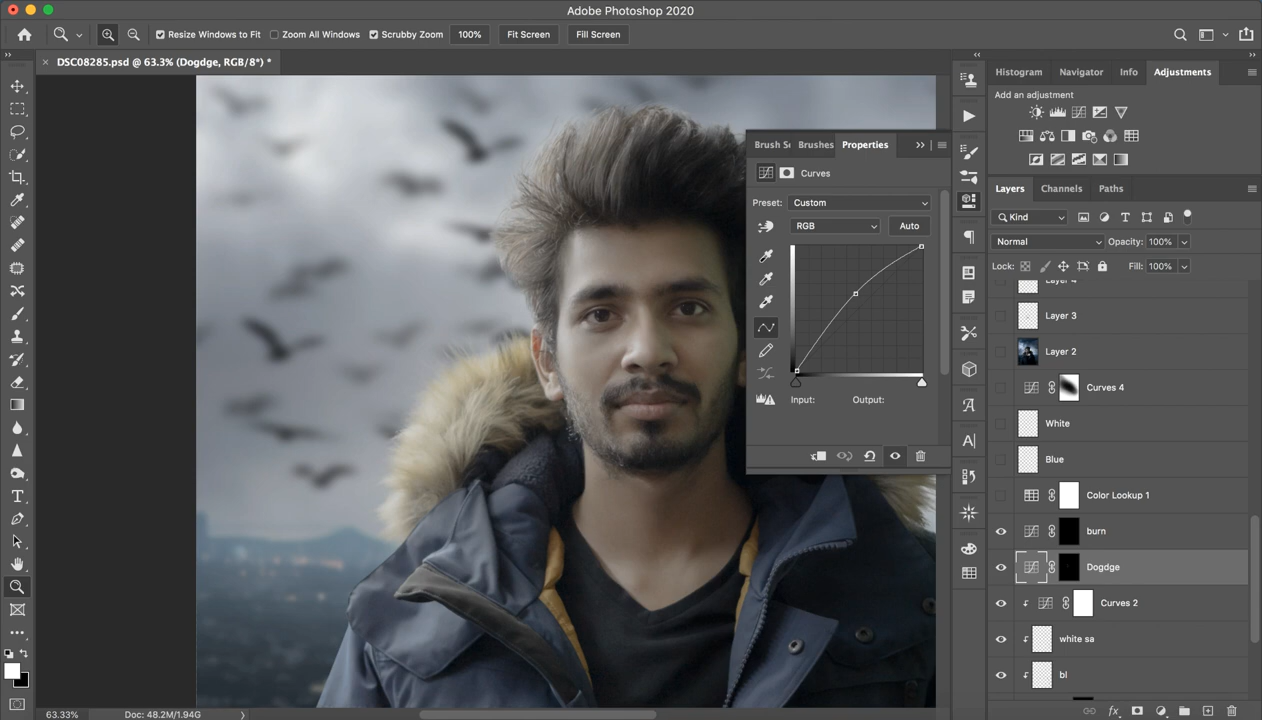 Adobe Photoshop 2020
Resize Windows to Fit
Zoom All Windows
Scrubby Zoom
100%
Fit Screen
Fill Screen
DSC08285.psd @ 63.3% (Dogdge, RGB/8*) *
Histogram
Navigator
Info
Adjustments
Add an adjustment
Brush Se
Brushes
Properties
Curves
Preset:
Custom
RGB
Auto
Input:
Output:
Layers
Channels
Paths
Kind
Normal
Opacity:
100%
Lock:
Fill:
100%
Layer 4
Layer 3
Layer 2
Curves 4
White
Blue
Color Lookup 1
burn
Dogdge
Curves 2
white sa
bl
63.33%
Doc: 48.2M/1.94G